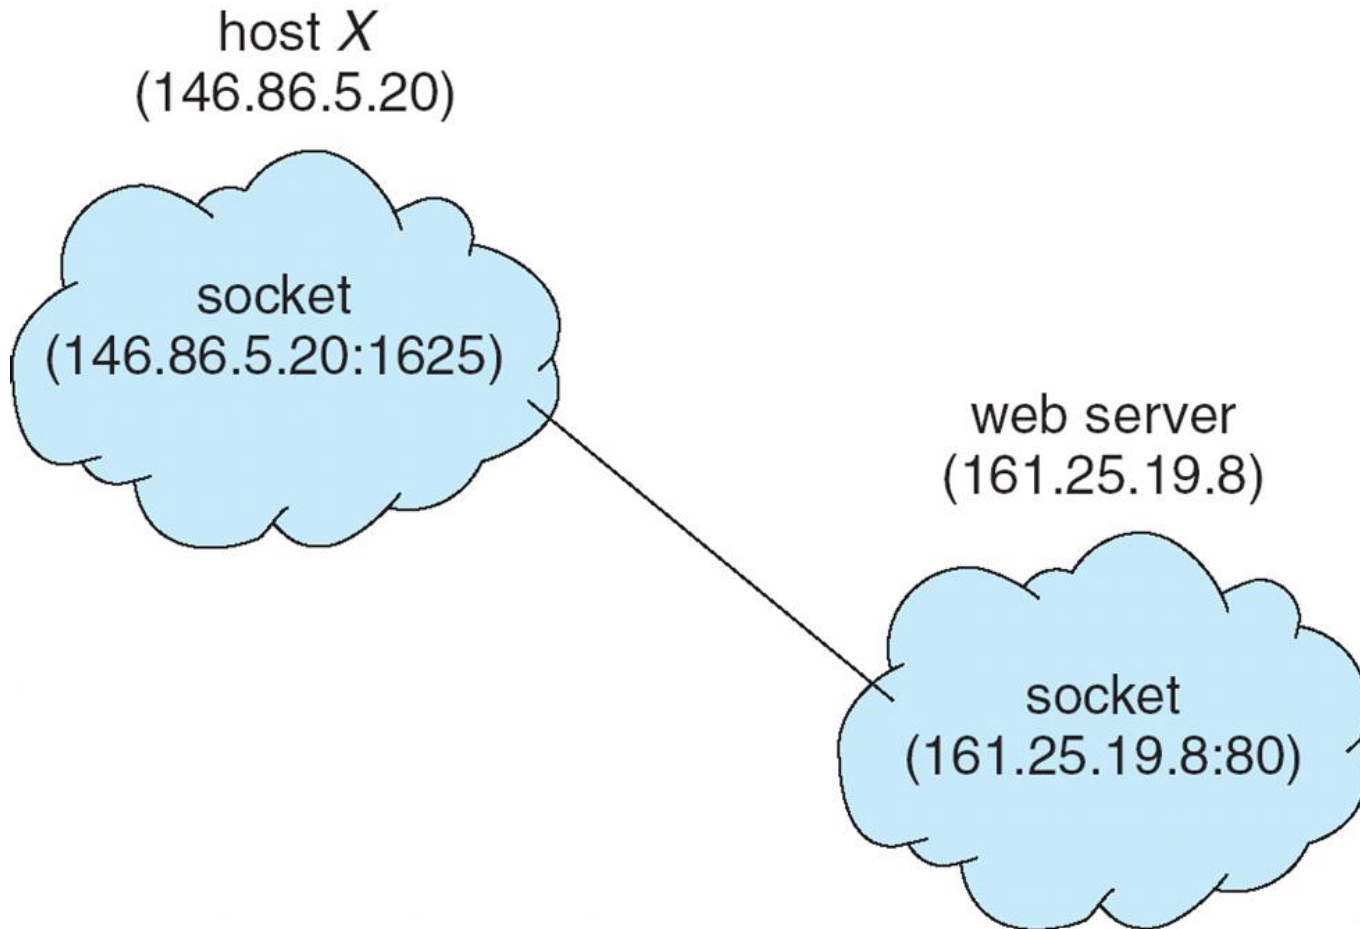 host X
(146.86.5.20)
socket
(146.86.5.20:1625)
web server
(161.25.19.8)
socket
(161.25.19.8:80)